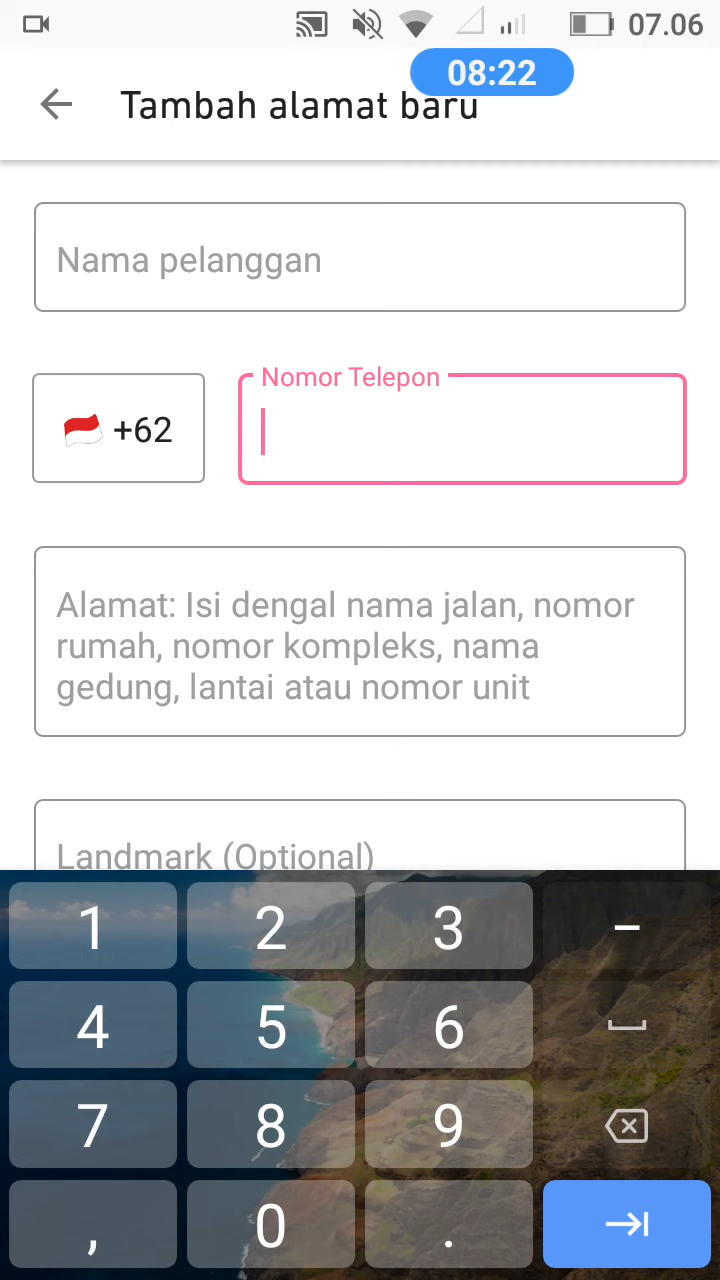 07.06
08:22
Tambah alamat baru
Nama pelanggan
Nomor Telepon
+62
Alamat: Isi dengal nama jalan, nomor
rumah, nomor kompleks, nama
gedung, lantai atau nomor unit
Landmark (Optional)
1 2 3 –
4 5 6
7 8 9
, 0 .